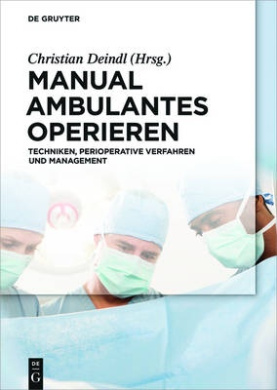 DE GRUYTER
Christian Deindl (Hrsg.)
MANUAL
AMBULANTES
OPERIEREN
TECHNIKEN, PERIOPERATIVE VERFAHREN
UND MANAGEMENT
DE
G